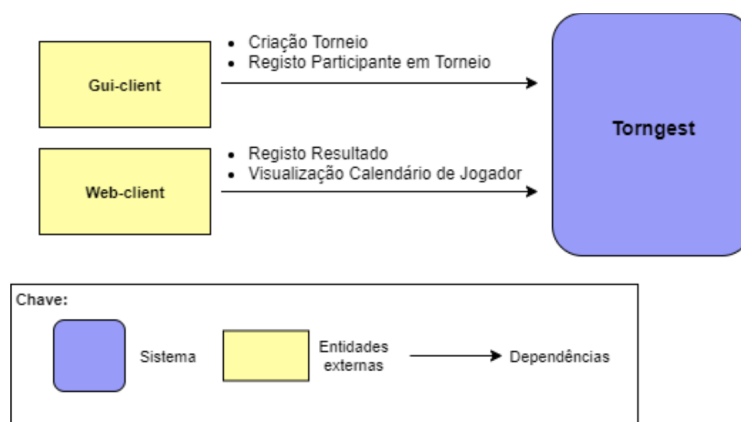 • Criação Torneio
• Registo Participante em Torneio
Gui-client
Torngest
• Registo Resultado
• Visualização Calendário de Jogador
Web-client
Chave:
Sistema
Entidades
externas
Dependências